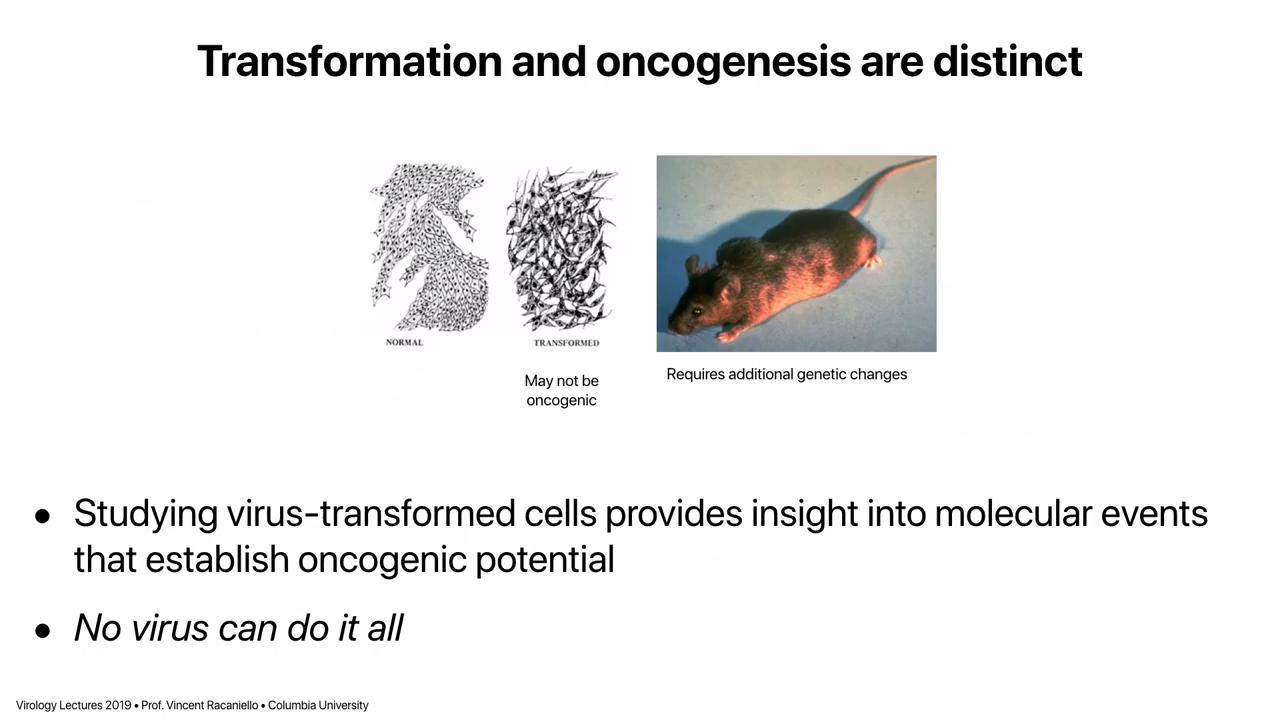 Transformation and oncogenesis are distinct
NORMAL
TRANSFORMED
May not be
oncogenic
Requires additional genetic changes
• Studying virus-transformed cells provides insight into molecular events
that establish oncogenic potential
• No virus can do it all
Virology Lectures 2019 • Prof. Vincent Racaniello • Columbia University